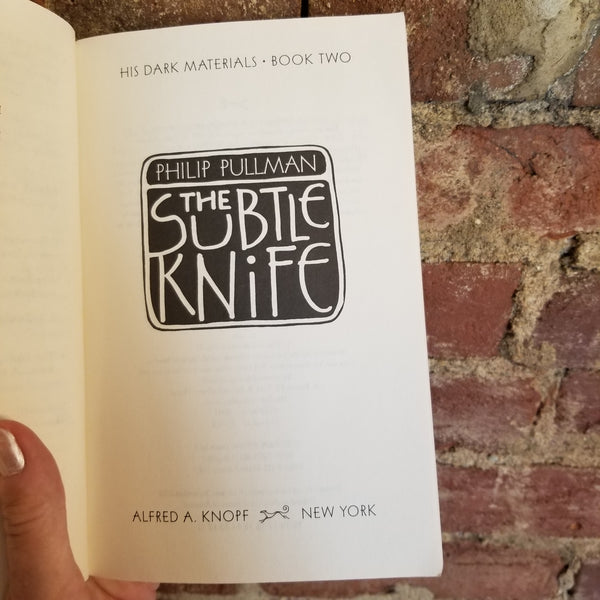 HIS DARK MATERIALS • BOOK TWO
PHILIP PULLMAN
THE
SUBTLE
KNiFE
ALFRED A. KNOPF NEW YORK